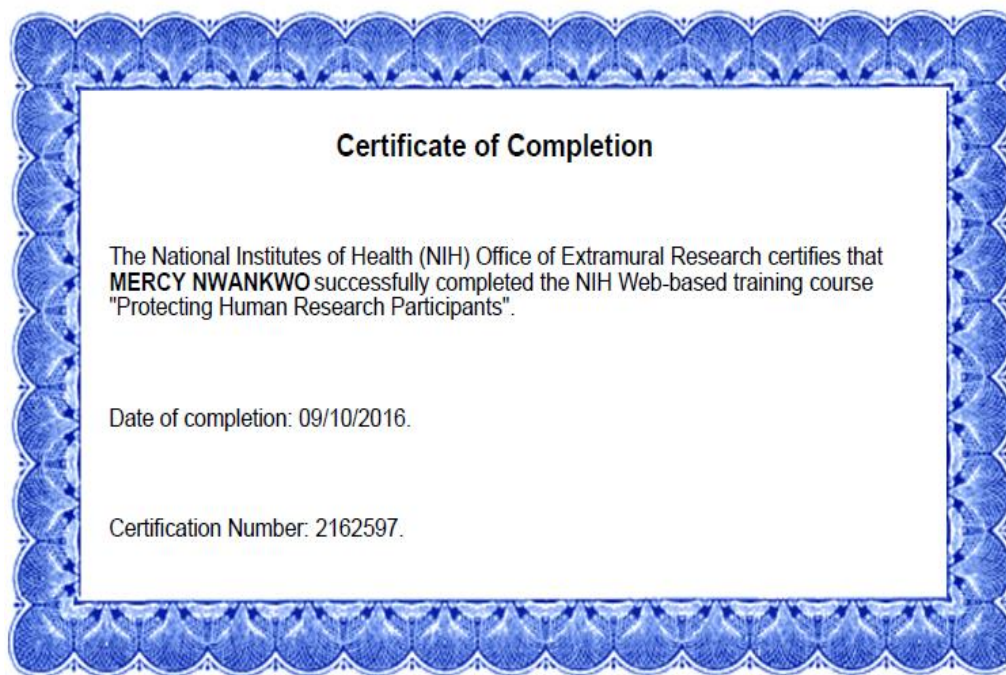 Certificate of Completion
The National Institutes of Health (NIH) Office of Extramural Research certifies that
MERCY NWANKWO successfully completed the NIH Web-based training course
"Protecting Human Research Participants".
Date of completion: 09/10/2016.
Certification Number: 2162597.